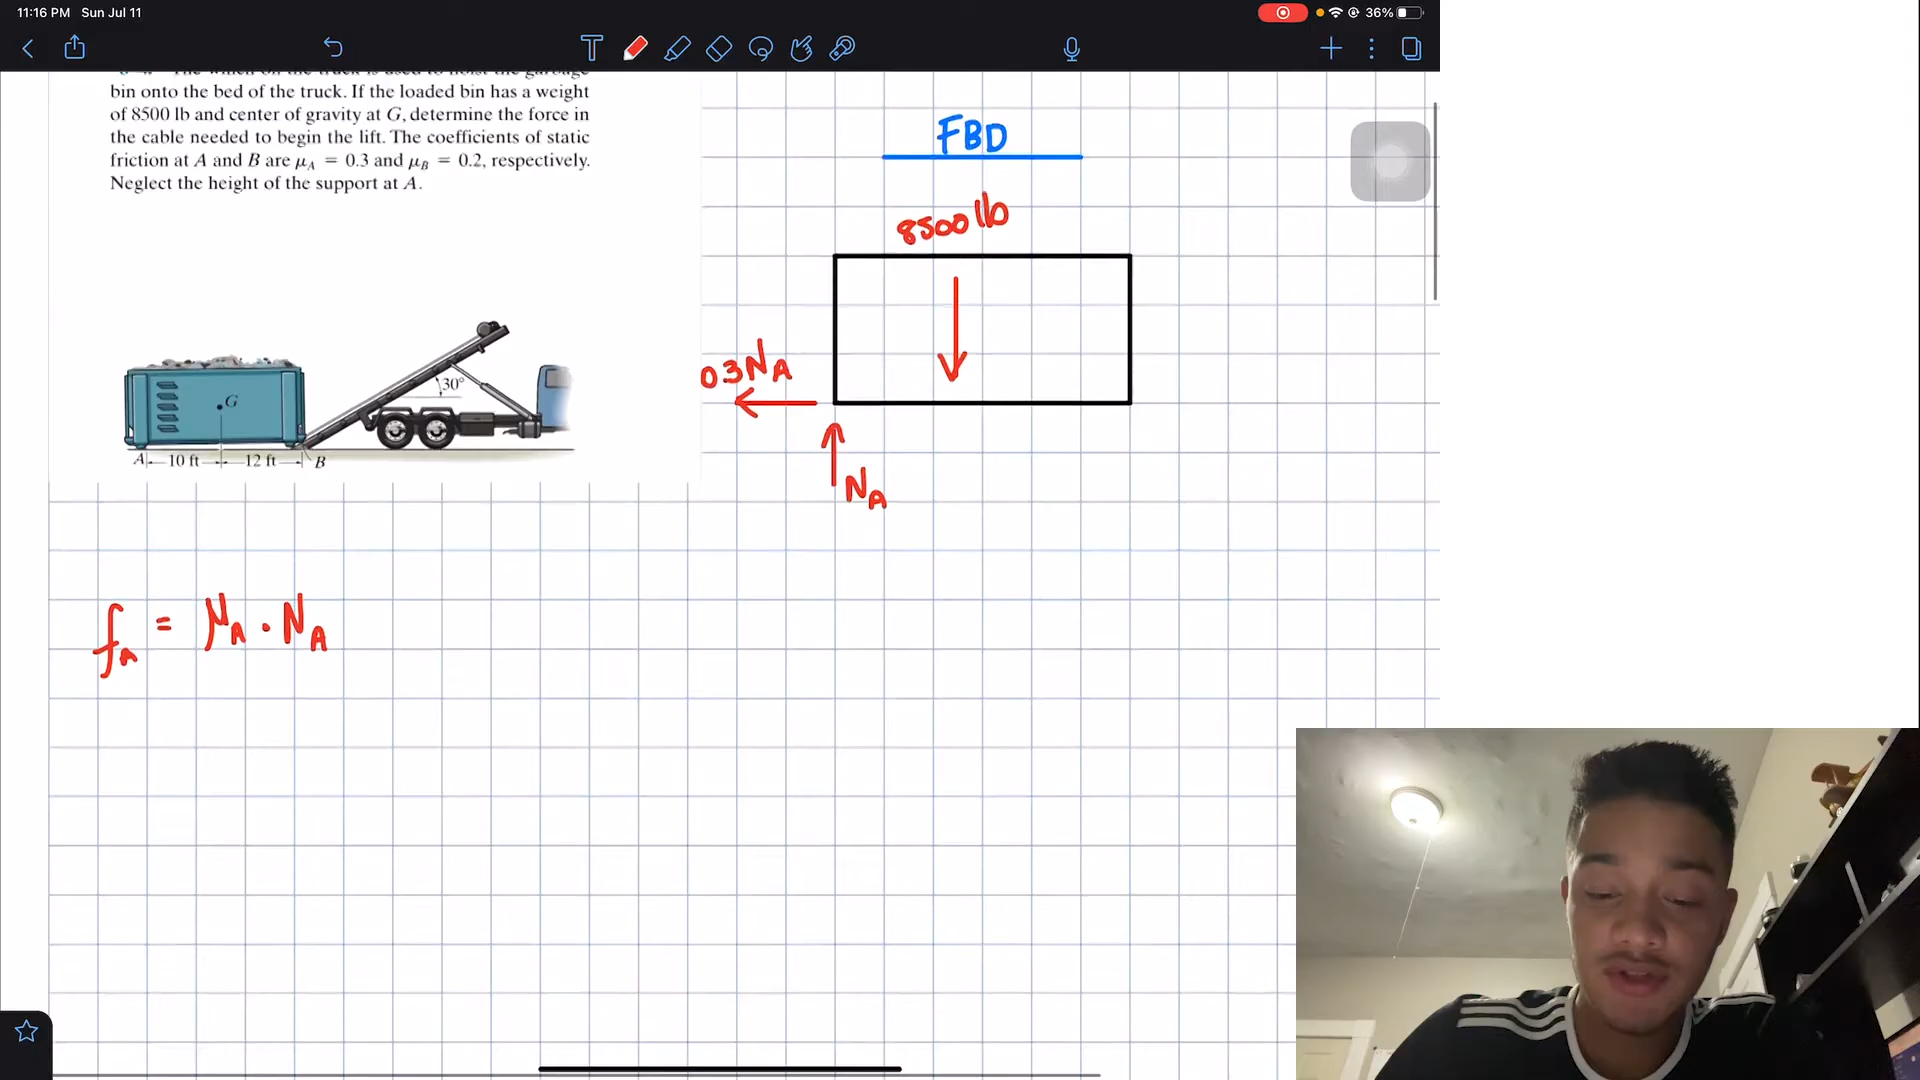 11:16 PM Sun Jul 11
36%
bin onto the bed of the truck. If the loaded bin has a weight
of 8500 lb and center of gravity at G, determine the force in
the cable needed to begin the lift. The coefficients of static
friction at A and B are μA = 0.3 and μB = 0.2, respectively.
Neglect the height of the support at A.
FBD
8500 lb
03NA
NA
G
30°
A 10 ft 12 ft B
fA = μA · NA